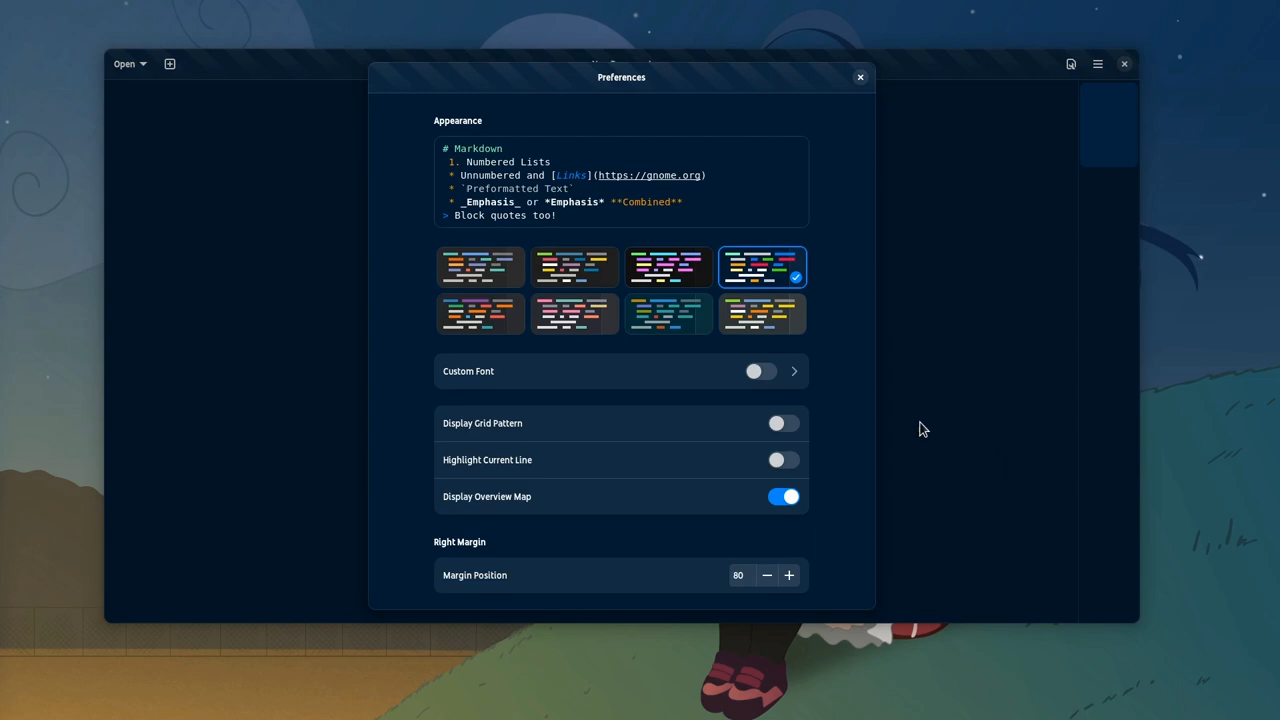 Open
Preferences
Appearance
# Markdown
1. Numbered Lists
* Unnumbered and [Links](https://gnome.org)
* `Preformatted Text`
* _Emphasis_ or *Emphasis* **Combined**
> Block quotes too!
Custom Font
Display Grid Pattern
Highlight Current Line
Display Overview Map
Right Margin
Margin Position
80